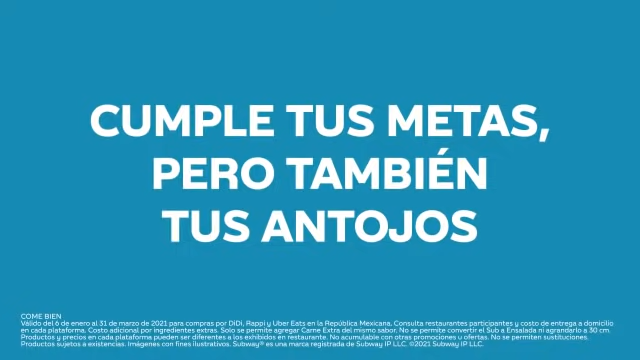 CUMPLE TUS METAS,
PERO TAMBIÉN
TUS ANTOJOS
COME BIEN
Válido del 6 de enero al 31 de marzo de 2021 para compras por DiDi, Rappi y Uber Eats en la República Mexicana. Consulta restaurantes participantes y costo de entrega a domicilio
en cada plataforma. Costo adicional por ingredientes extras. Solo se permite agregar Carne Extra del mismo sabor. No se permite convertir el Sub a Ensalada ni agrandarlo a 30 cm.
Productos y precios en cada plataforma pueden ser diferentes a los exhibidos en restaurante. No acumulable con otras promociones u ofertas. No se permiten sustituciones.
Productos sujetos a existencias. Imágenes con fines ilustrativos. Subway® es una marca registrada de Subway IP LLC. ©2021 Subway IP LLC.